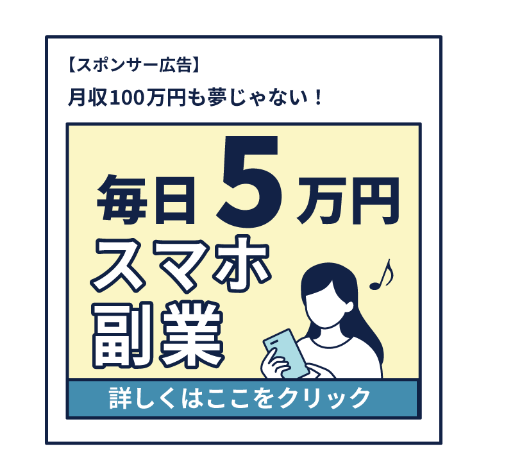 【スポンサー広告】
月収100万円も夢じゃない！
毎日5万円
スマホ
副業
詳しくはここをクリック